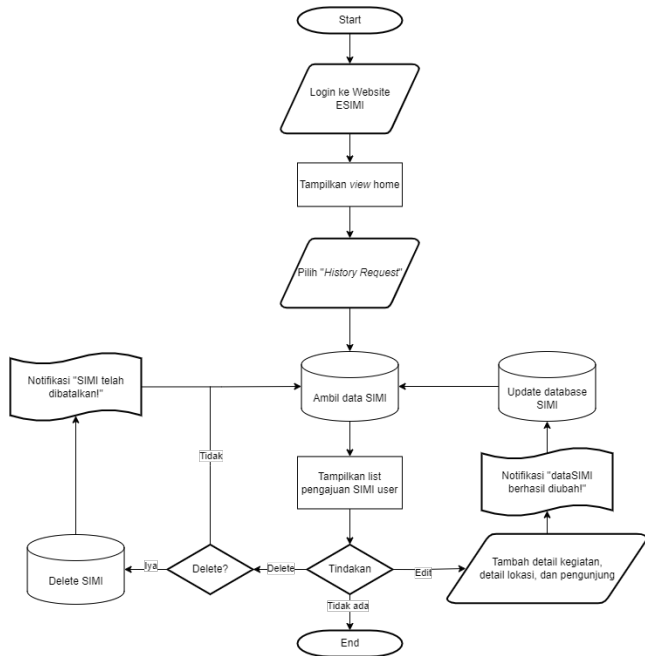 Start
Login ke Website
ESIMI
Tampilkan view home
Pilih "History Request"
Notifikasi "SIMI telah
dibatalkan!"
Ambil data SIMI
Update database
SIMI
Tidak
Tampilkan list
pengajuan SIMI user
Notifikasi "dataSIMI
berhasil diubah!"
Delete SIMI
Iya
Delete?
Delete
Tindakan
Edit
Tambah detail kegiatan,
detail lokasi, dan pengunjung
Tidak ada
End